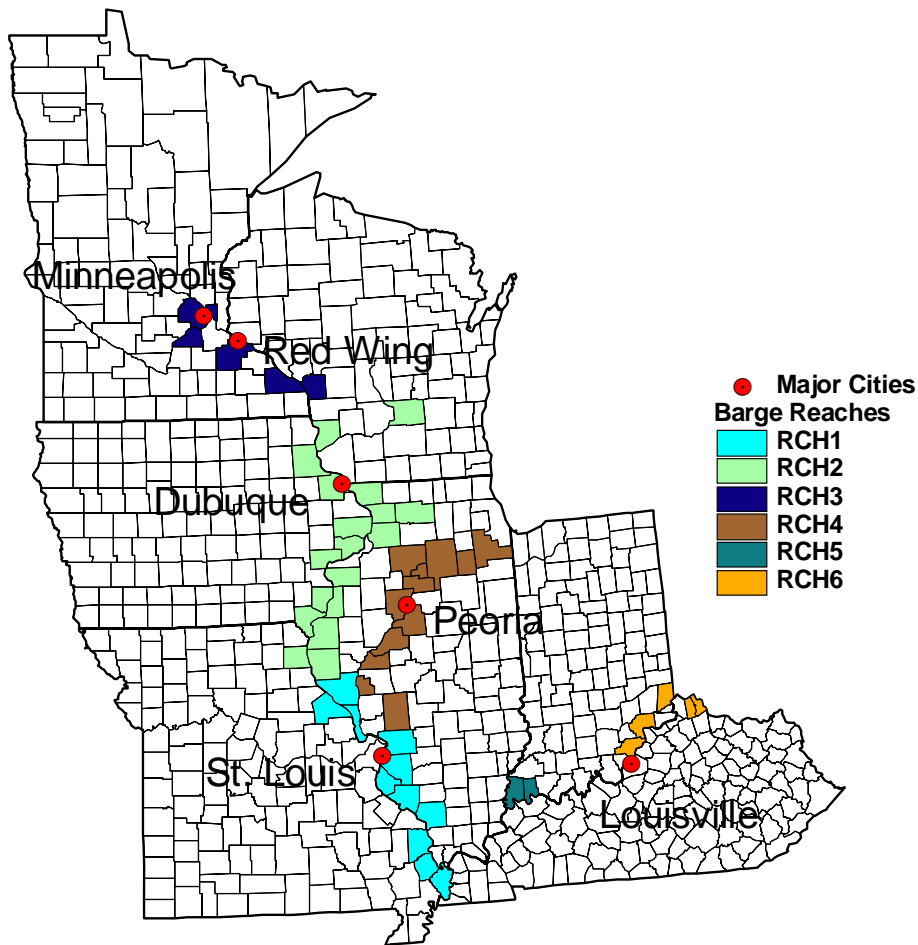 Minneapolis
Red Wing
Major Cities
Barge Reaches
RCH1
RCH2
RCH3
RCH4
RCH5
RCH6
Dubuque
Peoria
St. Louis
Louisville